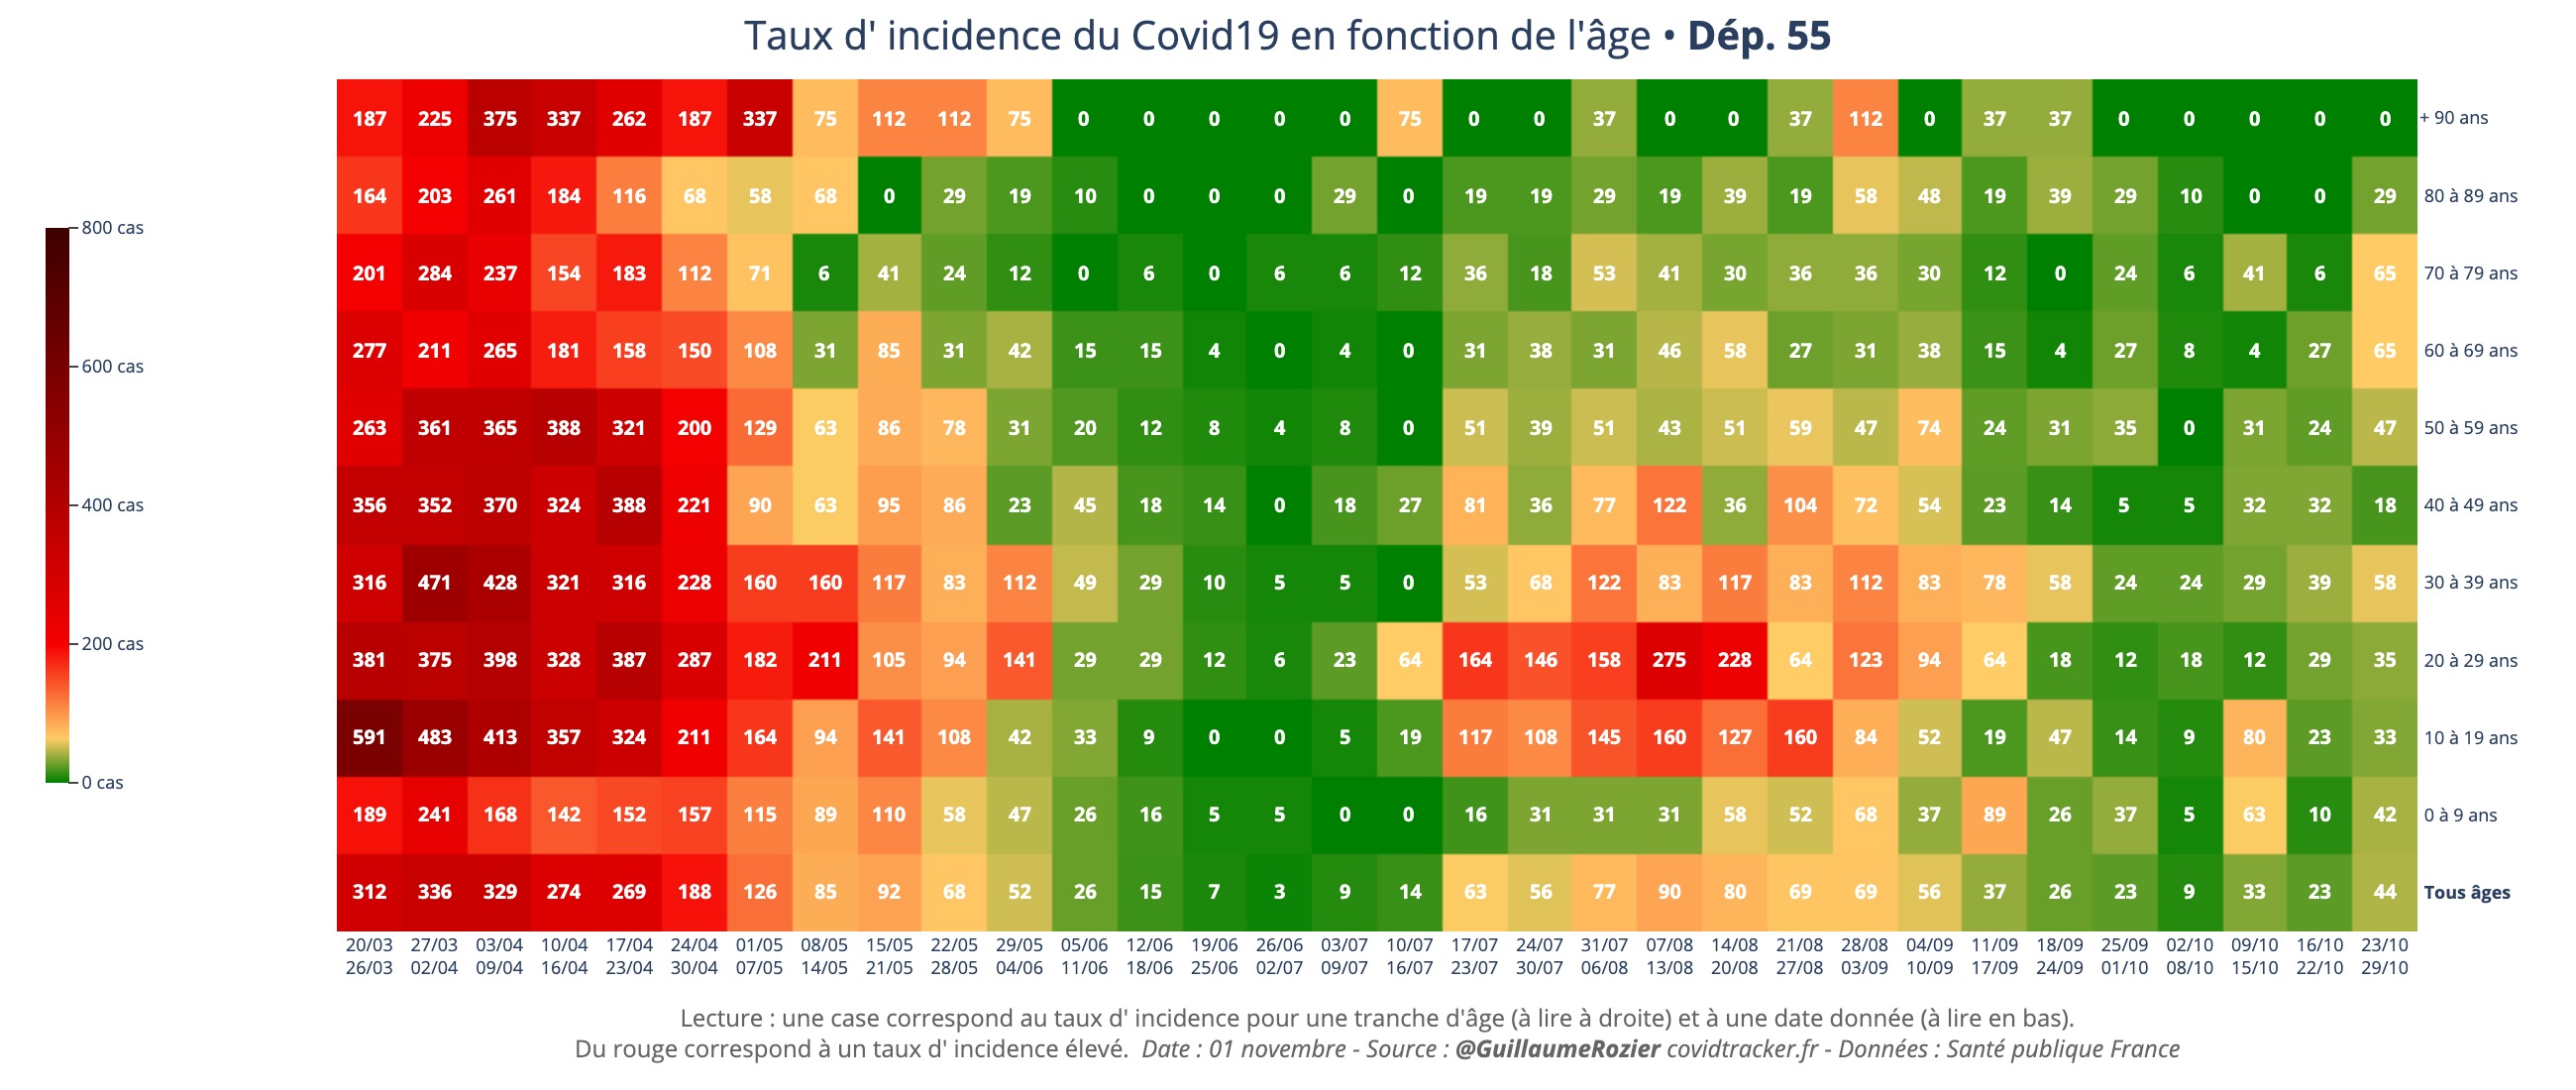 Taux d' incidence du Covid19 en fonction de l'âge • Dép. 55
187 225 375 337 262 187 337 75 112 112 75 0 0 0 0 0 75 0 0 37 0 0 37 112 0 37 37 0 0 0 0 0 + 90 ans
164 203 261 184 116 68 58 68 0 29 19 10 0 0 0 29 0 19 19 29 19 39 19 58 48 19 39 29 10 0 0 29 80 à 89 ans
800 cas
201 284 237 154 183 112 71 6 41 24 12 0 6 0 6 6 12 36 18 53 41 30 36 36 30 12 0 24 6 41 6 65 70 à 79 ans
277 211 265 181 158 150 108 31 85 31 42 15 15 4 0 4 0 31 38 31 46 58 27 31 38 15 4 27 8 4 27 65 60 à 69 ans
600 cas
263 361 365 388 321 200 129 63 86 78 31 20 12 8 4 8 0 51 39 51 43 51 59 47 74 24 31 35 0 31 24 47 50 à 59 ans
400 cas
356 352 370 324 388 221 90 63 95 86 23 45 18 14 0 18 27 81 36 77 122 36 104 72 54 23 14 5 5 32 32 18 40 à 49 ans
316 471 428 321 316 228 160 160 117 83 112 49 29 10 5 5 0 53 68 122 83 117 83 112 83 78 58 24 24 29 39 58 30 à 39 ans
200 cas
381 375 398 328 387 287 182 211 105 94 141 29 29 12 6 23 64 164 146 158 275 228 64 123 94 64 18 12 18 12 29 35 20 à 29 ans
591 483 413 357 324 211 164 94 141 108 42 33 9 0 0 5 19 117 108 145 160 127 160 84 52 19 47 14 9 80 23 33 10 à 19 ans
0 cas
189 241 168 142 152 157 115 89 110 58 47 26 16 5 5 0 0 16 31 31 31 58 52 68 37 89 26 37 5 63 10 42 0 à 9 ans
312 336 329 274 269 188 126 85 92 68 52 26 15 7 3 9 14 63 56 77 90 80 69 69 56 37 26 23 9 33 23 44 Tous âges
20/03 27/03 03/04 10/04 17/04 24/04 01/05 08/05 15/05 22/05 29/05 05/06 12/06 19/06 26/06 03/07 10/07 17/07 24/07 31/07 07/08 14/08 21/08 28/08 04/09 11/09 18/09 25/09 02/10 09/10 16/10 23/10
26/03 02/04 09/04 16/04 23/04 30/04 07/05 14/05 21/05 28/05 04/06 11/06 18/06 25/06 02/07 09/07 16/07 23/07 30/07 06/08 13/08 20/08 27/08 03/09 10/09 17/09 24/09 01/10 08/10 15/10 22/10 29/10
Lecture : une case correspond au taux d' incidence pour une tranche d'âge (à lire à droite) et à une date donnée (à lire en bas).
Du rouge correspond à un taux d' incidence élevé. Date : 01 novembre - Source : @GuillaumeRozier covidtracker.fr - Données : Santé publique France